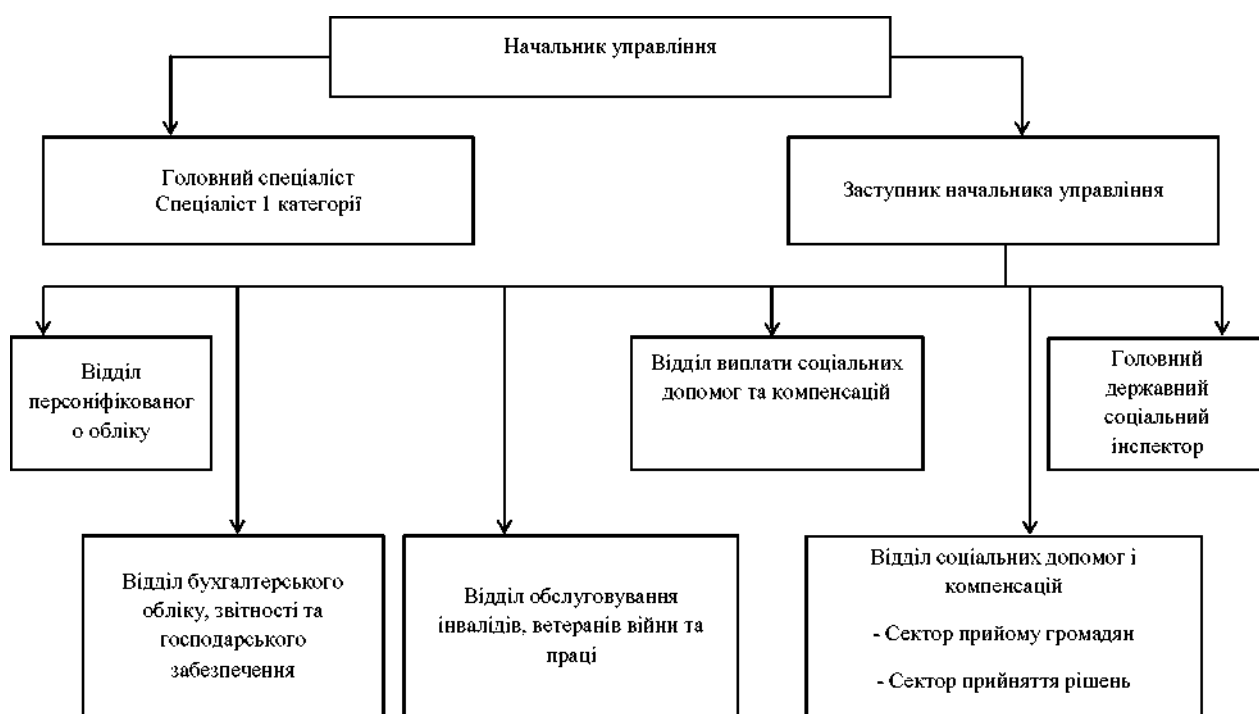 Начальник управління
Головний спеціаліст
Спеціаліст 1 категорії
Заступник начальника управління
Відділ
персоніфікованог
о обліку
Відділ виплати соціальних
допомог та компенсацій
Головний
державний
соціальний
інспектор
Відділ бухгалтерського
обліку, звітності та
господарського
забезпечення
Відділ обслуговування
інвалідів, ветеранів війни та
праці
Відділ соціальних допомог і
компенсацій
- Сектор прийому громадян
- Сектор прийняття рішень